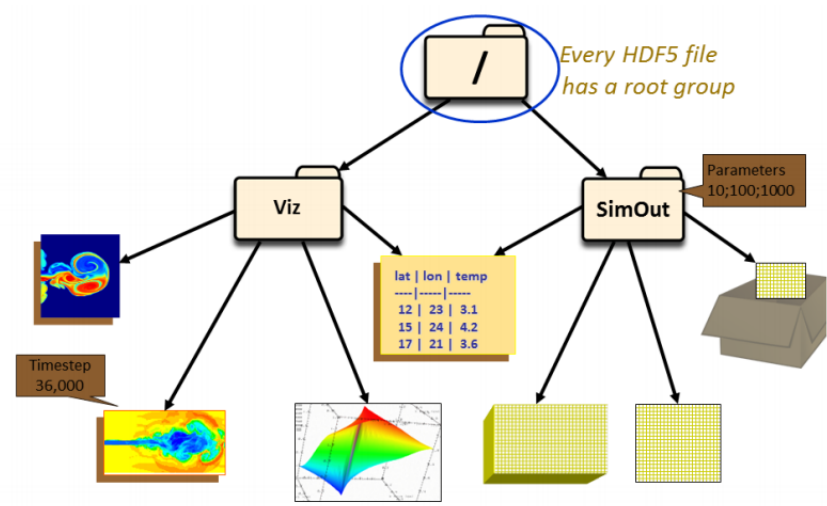 /
Every HDF5 file
has a root group
Viz
SimOut
Parameters
10;100;1000
lat | lon | temp
----|-----|-----
12 | 23 | 3.1
15 | 24 | 4.2
17 | 21 | 3.6
Timestep
36,000